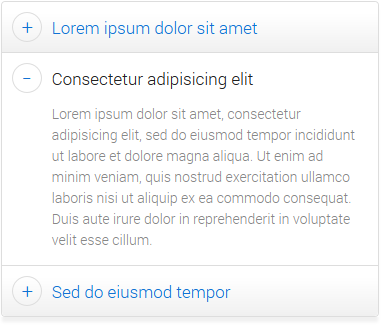 + Lorem ipsum dolor sit amet
− Consectetur adipisicing elit
Lorem ipsum dolor sit amet, consectetur
adipisicing elit, sed do eiusmod tempor incididunt
ut labore et dolore magna aliqua. Ut enim ad
minim veniam, quis nostrud exercitation ullamco
laboris nisi ut aliquip ex ea commodo consequat.
Duis aute irure dolor in reprehenderit in voluptate
velit esse cillum.
+ Sed do eiusmod tempor